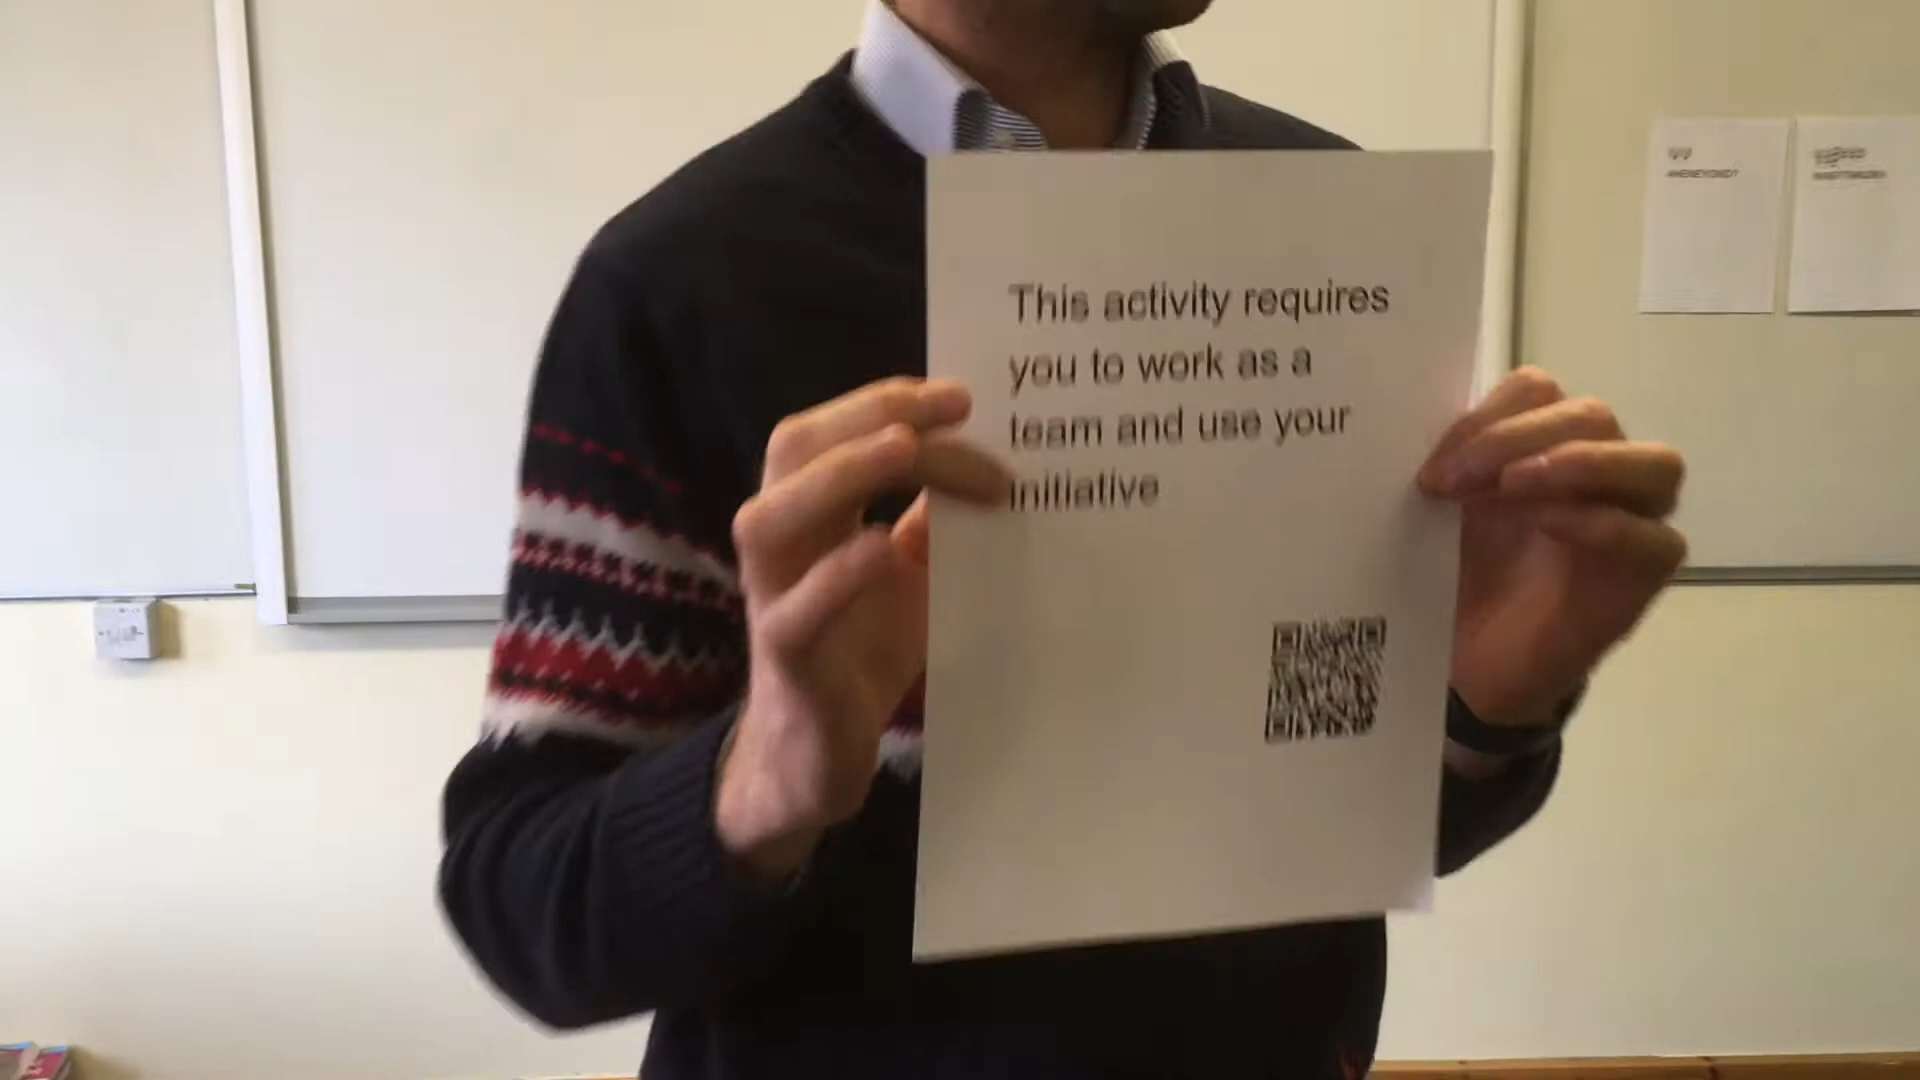 This activity requires
you to work as a
team and use your
initiative